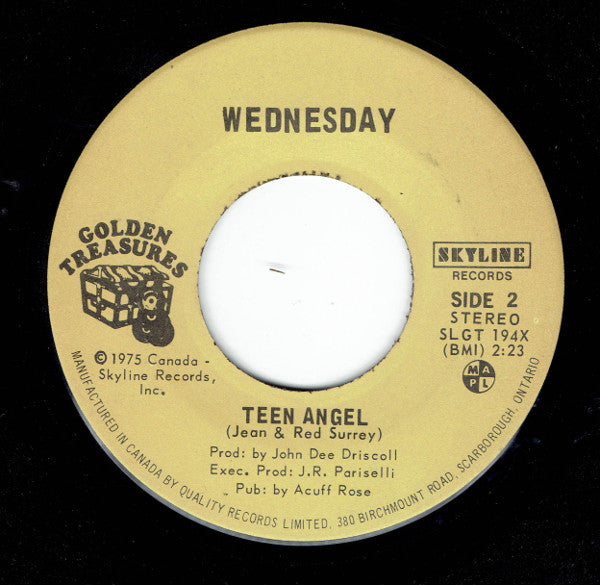 WEDNESDAY
GOLDEN
TREASURES
SKYLINE
RECORDS
SIDE 2
STEREO
SLGT 194X
(BMI) 2:23
MAPL
© 1975 Canada -
Skyline Records,
Inc.
TEEN ANGEL
(Jean & Red Surrey)
Prod: by John Dee Driscoll
Exec. Prod: J.R. Pariselli
Pub: by Acuff Rose
MANUFACTURED IN CANADA BY QUALITY RECORDS LIMITED, 380 BIRCHMOUNT ROAD, SCARBOROUGH, ONTARIO